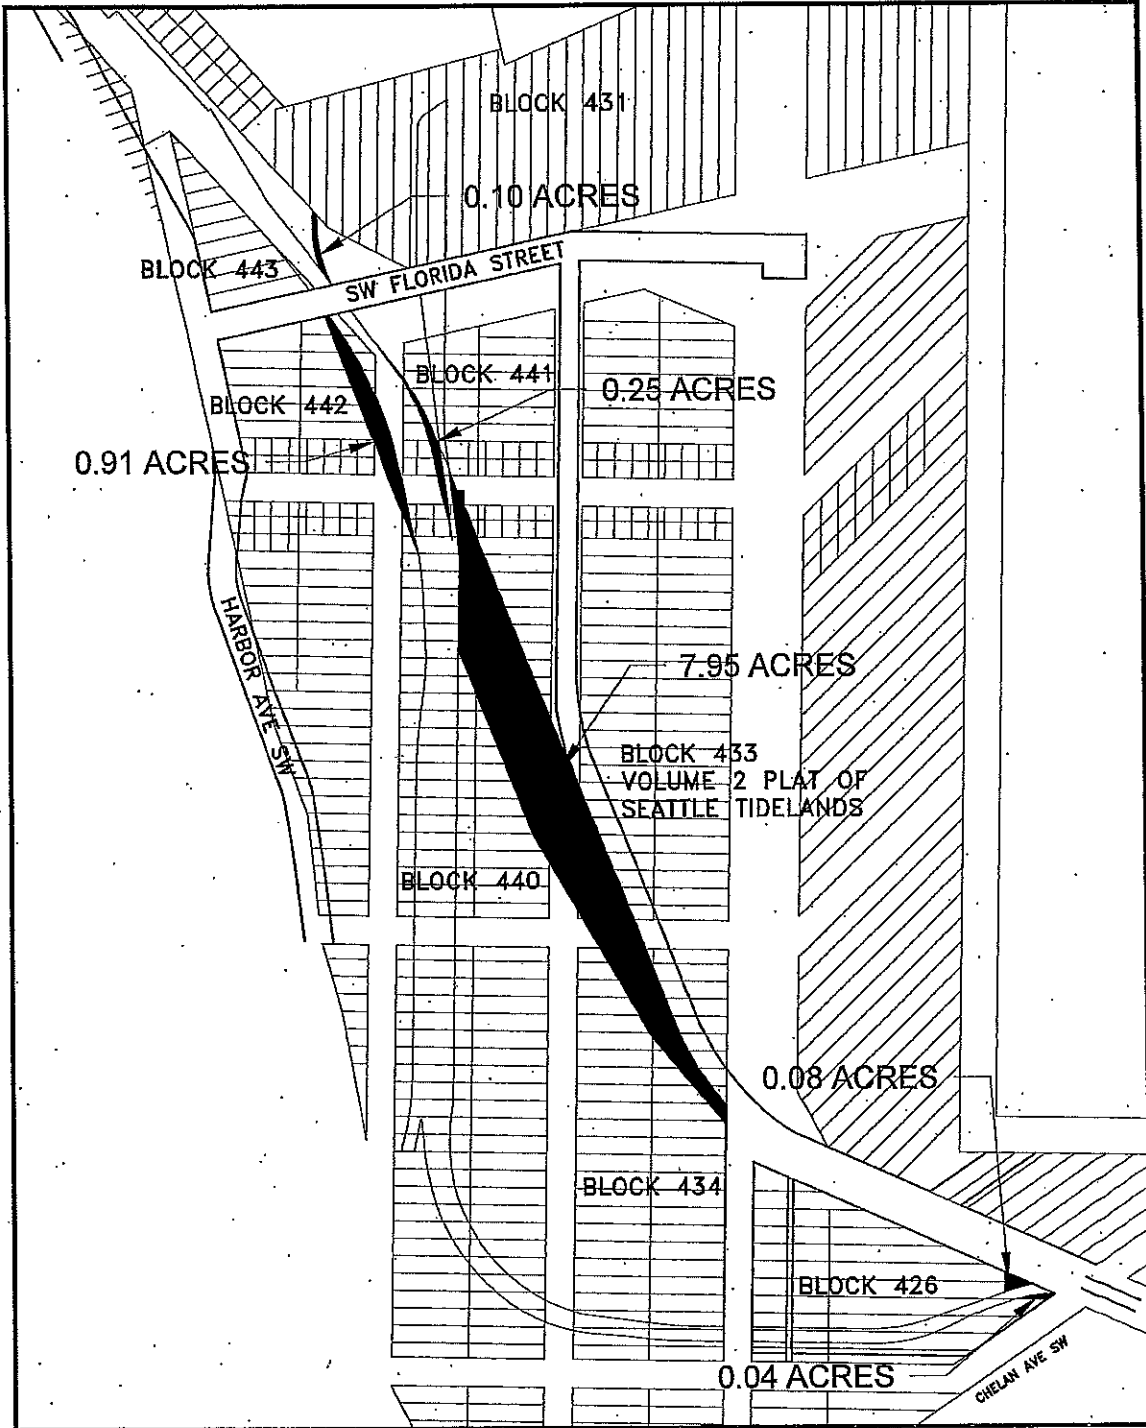 BLOCK 431
0.10 ACRES
BLOCK 443
SW FLORIDA STREET
BLOCK 441
0.25 ACRES
BLOCK 442
0.91 ACRES
HARBOR AVE SW
7.95 ACRES
BLOCK 433
VOLUME 2 PLAT OF
SEATTLE TIDELANDS
BLOCK 440
0.08 ACRES
BLOCK 434
BLOCK 426
0.04 ACRES
CHELAN AVE SW